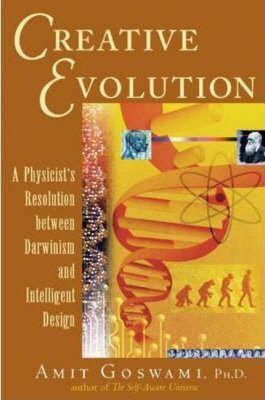 CREATIVE
EVOLUTION
A Physicist's
Resolution
between
Darwinism
and
Intelligent
Design
AMIT GOSWAMI, PH.D.
author of The Self-Aware Universe